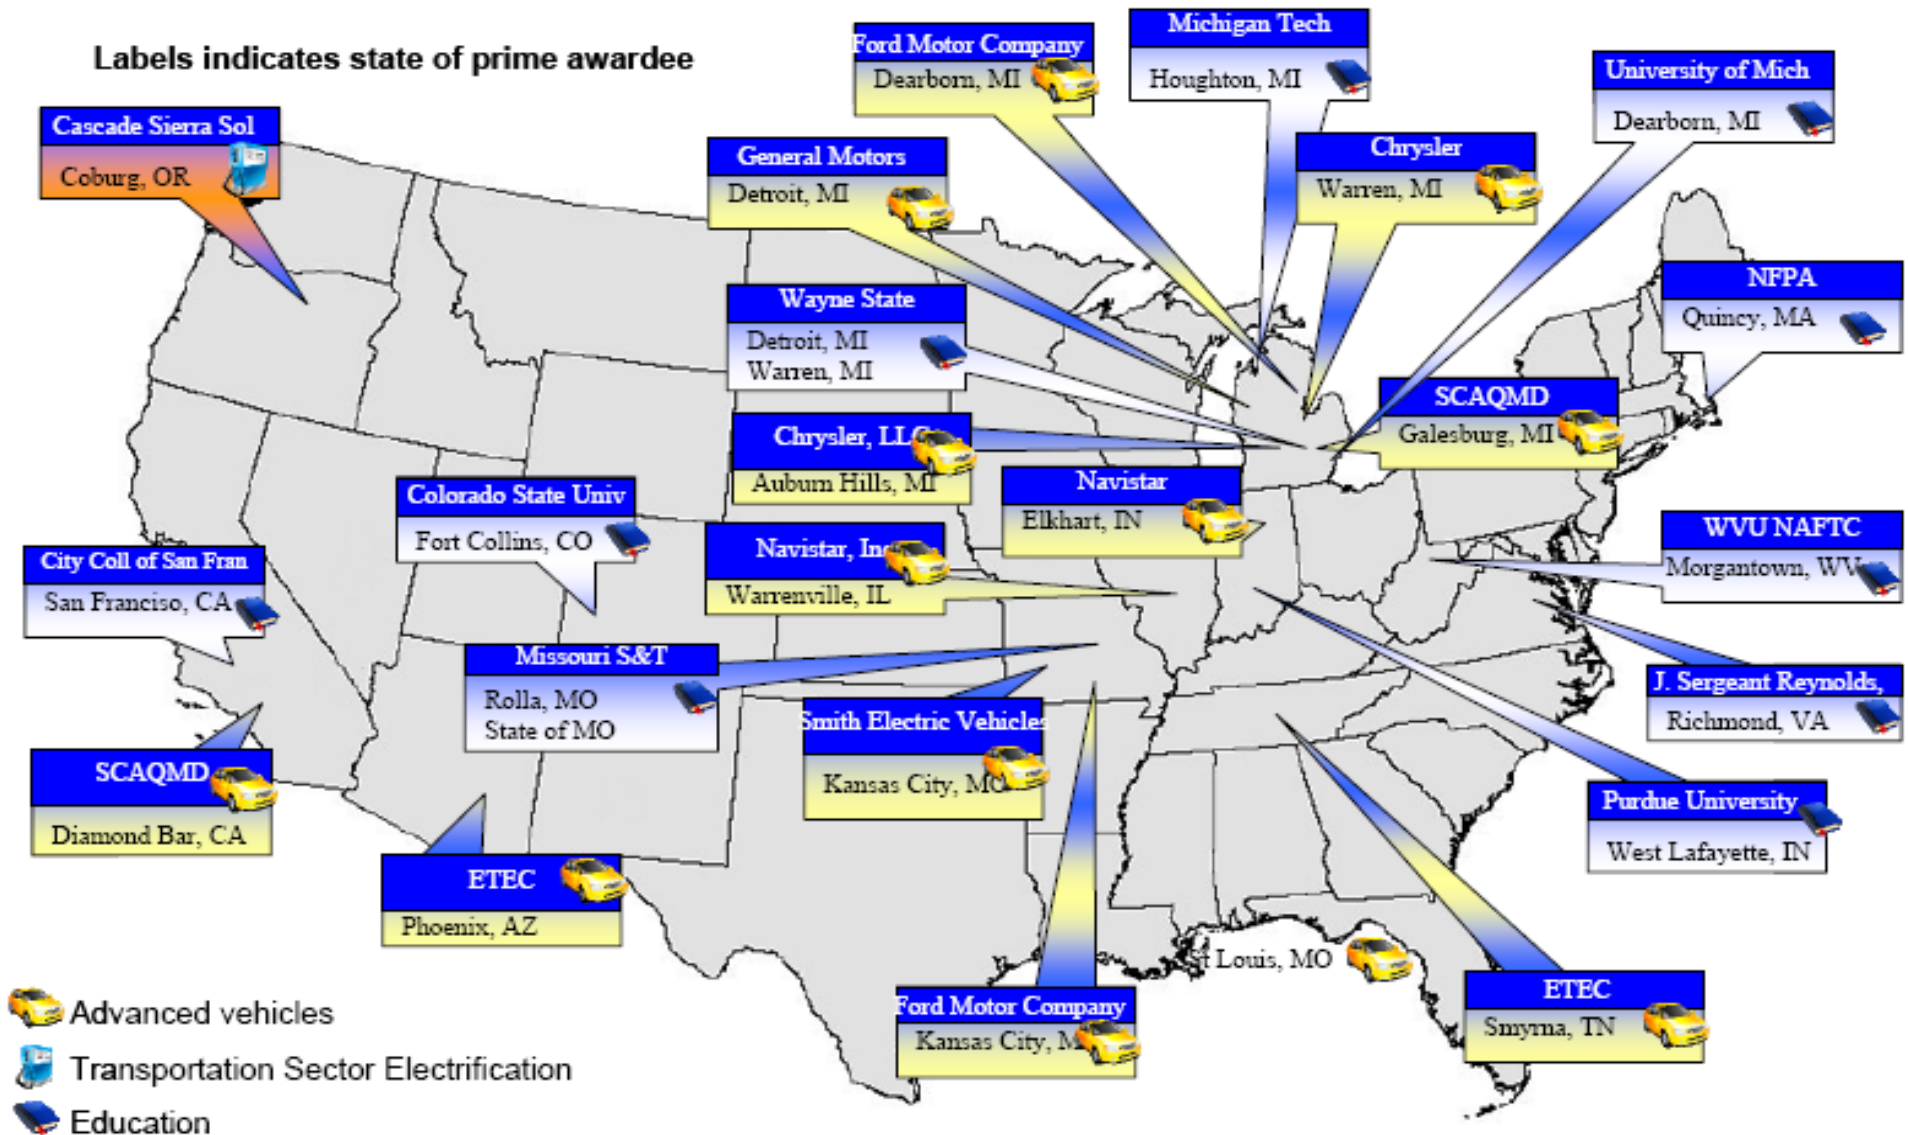 Labels indicates state of prime awardee
Ford Motor Company
Dearborn, MI
Michigan Tech
Houghton, MI
University of Mich
Dearborn, MI
Cascade Sierra Sol
Coburg, OR
General Motors
Detroit, MI
Chrysler
Warren, MI
NFPA
Quincy, MA
Wayne State
Detroit, MI
Warren, MI
SCAQMD
Galesburg, MI
Chrysler, LLC
Auburn Hills, MI
Navistar
Elkhart, IN
Colorado State Univ
Fort Collins, CO
Navistar, Inc
Warrenville, IL
WVU NAFTC
Morgantown, WV
City Coll of San Fran
San Franciso, CA
Missouri S&T
Rolla, MO
State of MO
J. Sergeant Reynolds,
Richmond, VA
Smith Electric Vehicles
Kansas City, MO
SCAQMD
Diamond Bar, CA
Purdue University
West Lafayette, IN
ETEC
Phoenix, AZ
St Louis, MO
ETEC
Smyrna, TN
Ford Motor Company
Kansas City, M
Advanced vehicles
Transportation Sector Electrification
Education